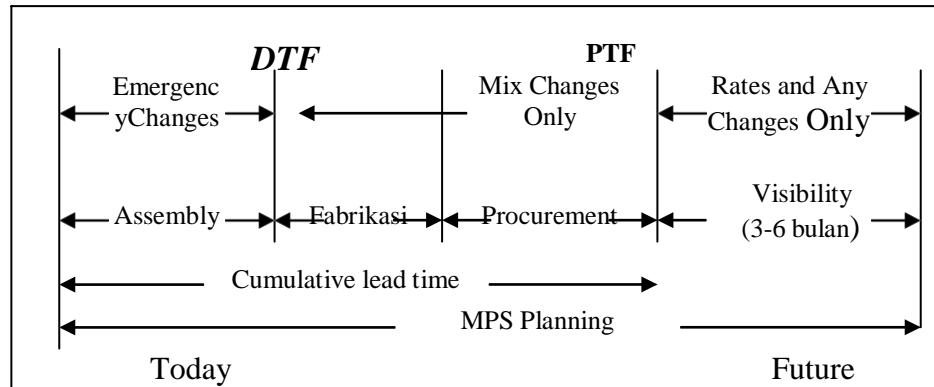 DTF
PTF
Emergenc
yChanges
Mix Changes
Only
Rates and Any
Changes Only
Assembly
Fabrikasi
Procurement
Visibility
(3-6 bulan)
Cumulative lead time
MPS Planning
Today
Future